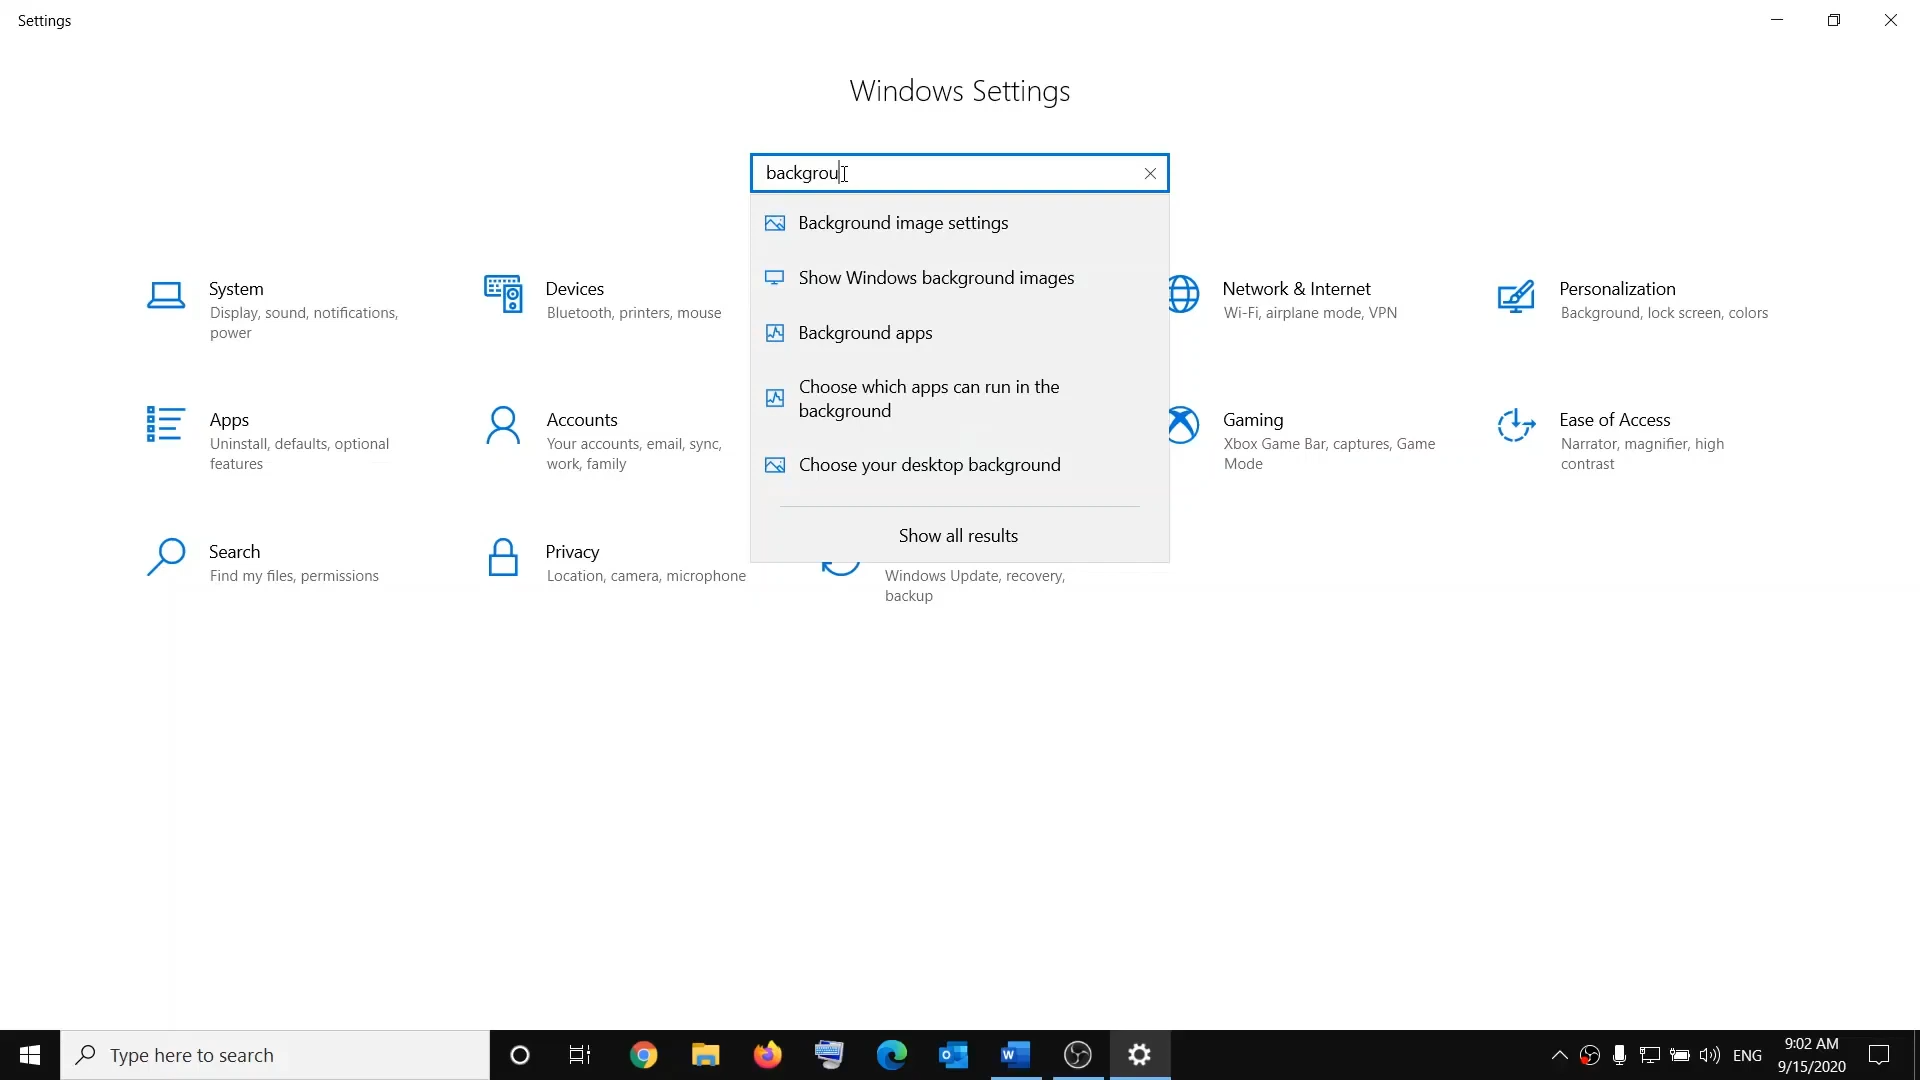 Settings
Windows Settings
backgrou
Background image settings
Show Windows background images
Background apps
Choose which apps can run in the
background
Choose your desktop background
Show all results
System
Display, sound, notifications,
power
Devices
Bluetooth, printers, mouse
Network & Internet
Wi-Fi, airplane mode, VPN
Personalization
Background, lock screen, colors
Apps
Uninstall, defaults, optional
features
Accounts
Your accounts, email, sync,
work, family
Gaming
Xbox Game Bar, captures, Game
Mode
Ease of Access
Narrator, magnifier, high
contrast
Search
Find my files, permissions
Privacy
Location, camera, microphone
Windows Update, recovery,
backup
Type here to search
ENG
9:02 AM
9/15/2020